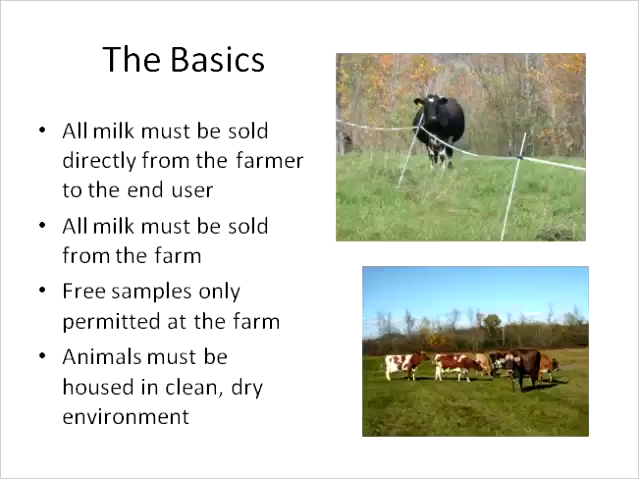 The Basics
• All milk must be sold
directly from the farmer
to the end user
• All milk must be sold
from the farm
• Free samples only
permitted at the farm
• Animals must be
housed in clean, dry
environment